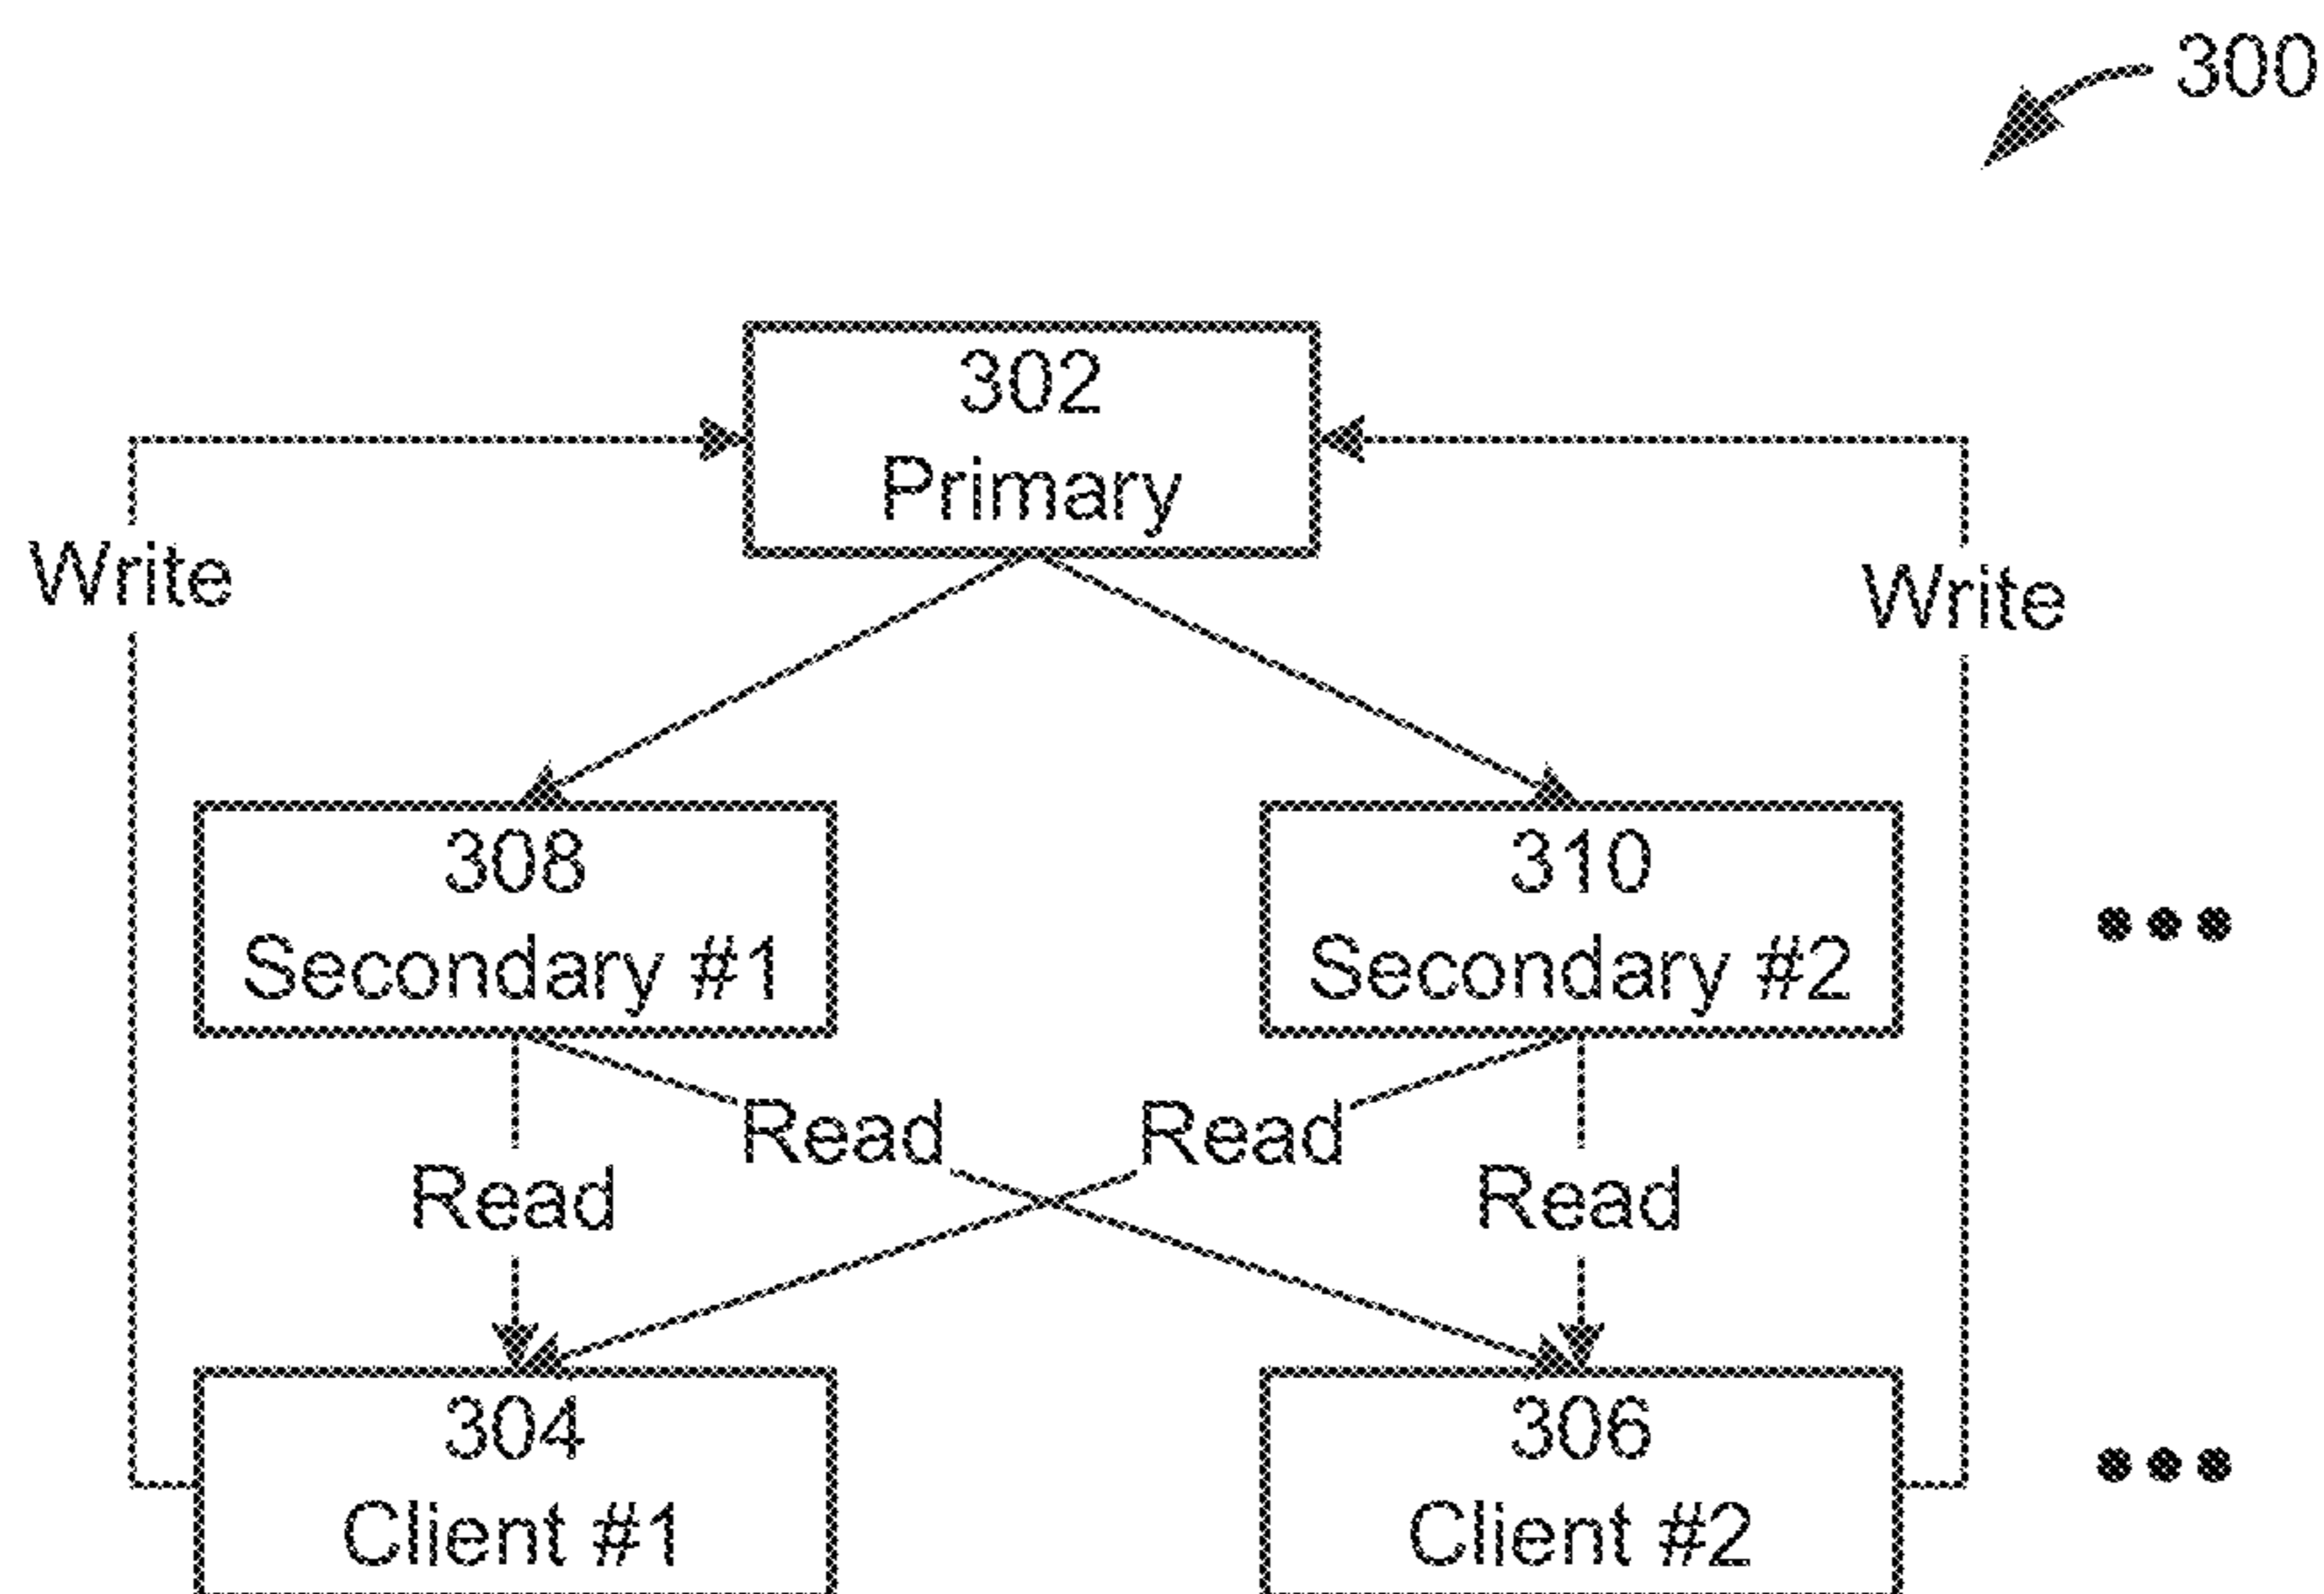 300
302
Primary
Write
Write
308
Secondary #1
310
Secondary #2
Read
Read
Read
Read
304
Client #1
306
Client #2